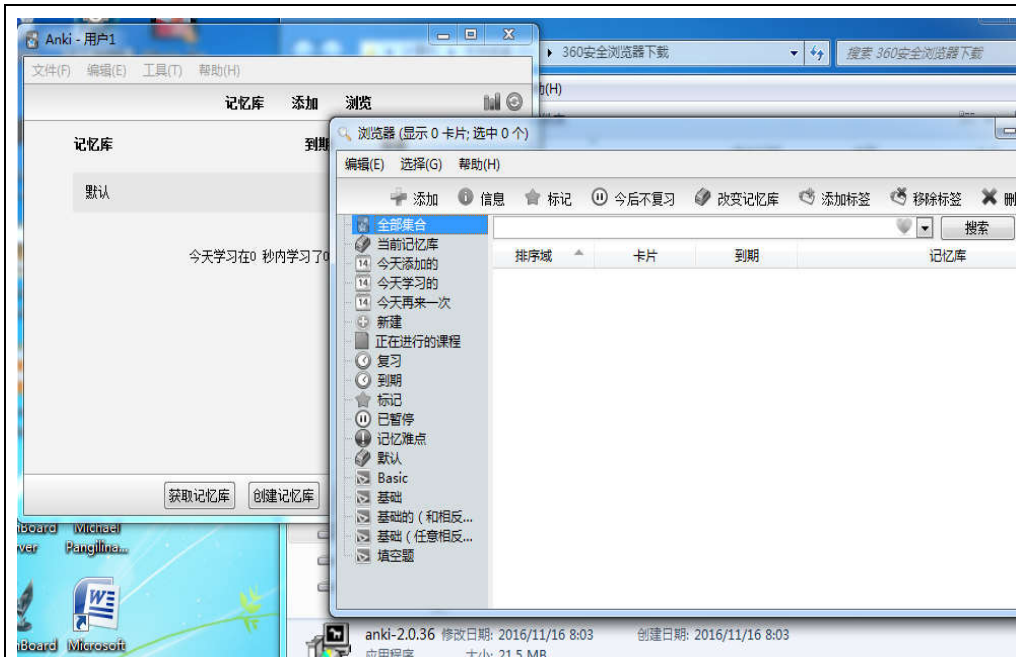 Anki - 用户1
文件(F) 编辑(E) 工具(T) 帮助(H)
记忆库 添加 浏览
记忆库 到期
默认
今天学习在0 秒内学习了0
获取记忆库 创建记忆库
360安全浏览器下载
搜索 360安全浏览器下载
(H)
浏览器 (显示 0 卡片; 选中 0 个)
编辑(E) 选择(G) 帮助(H)
添加 信息 标记 今后不复习 改变记忆库 添加标签 移除标签
全部集合
搜索
当前记忆库
排序域 卡片 到期 记忆库
14 今天添加的
14 今天学习的
14 今天再来一次
新建
正在进行的课程
复习
到期
标记
已暂停
记忆难点
默认
Basic
基础
基础的 ( 和相反...
基础 ( 任意相反...
填空题
Michael
Pangilina...
Microsoft
anki-2.0.36 修改日期: 2016/11/16 8:03 创建日期: 2016/11/16 8:03
应用程序 大小: 21.5 MB